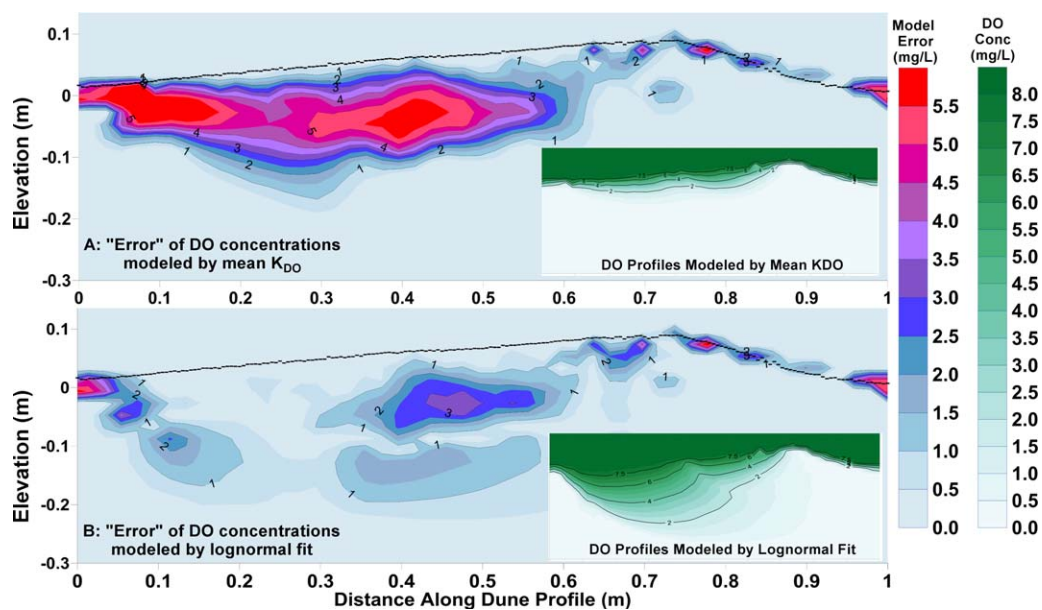 0.1
0
-0.1
-0.2
-0.3
Elevation (m)
A: "Error" of DO concentrations
modeled by mean KDO
DO Profiles Modeled by Mean KDO
0 0.1 0.2 0.3 0.4 0.5 0.6 0.7 0.8 0.9 1
0.1
0
-0.1
-0.2
-0.3
Elevation (m)
B: "Error" of DO concentrations
modeled by lognormal fit
DO Profiles Modeled by Lognormal Fit
0 0.1 0.2 0.3 0.4 0.5 0.6 0.7 0.8 0.9 1
Distance Along Dune Profile (m)
Model
Error
(mg/L)
5.5
5.0
4.5
4.0
3.5
3.0
2.5
2.0
1.5
1.0
0.5
0.0
DO
Conc
(mg/L)
8.0
7.5
7.0
6.5
6.0
5.5
5.0
4.5
4.0
3.5
3.0
2.5
2.0
1.5
1.0
0.5
0.0